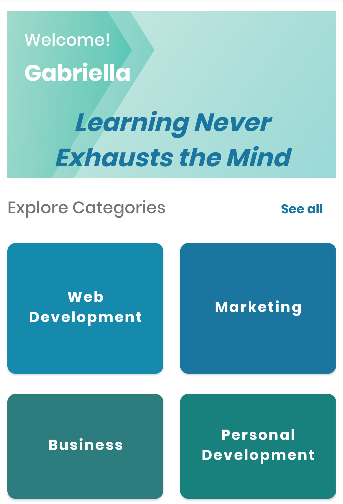 Welcome!
Gabriella
Learning Never
Exhausts the Mind
Explore Categories
See all
Web
Development
Marketing
Business
Personal
Development